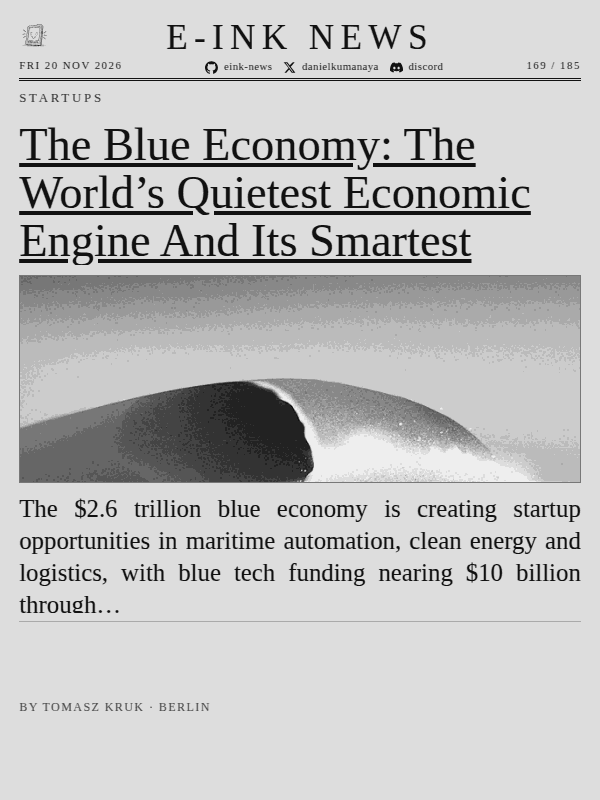 E-INK NEWS
FRI 20 NOV 2026
eink-news danielkumanaya discord
169 / 185
STARTUPS
The Blue Economy: The
World’s Quietest Economic
Engine And Its Smartest
The $2.6 trillion blue economy is creating startup
opportunities in maritime automation, clean energy and
logistics, with blue tech funding nearing $10 billion
through…
BY TOMASZ KRUK · BERLIN